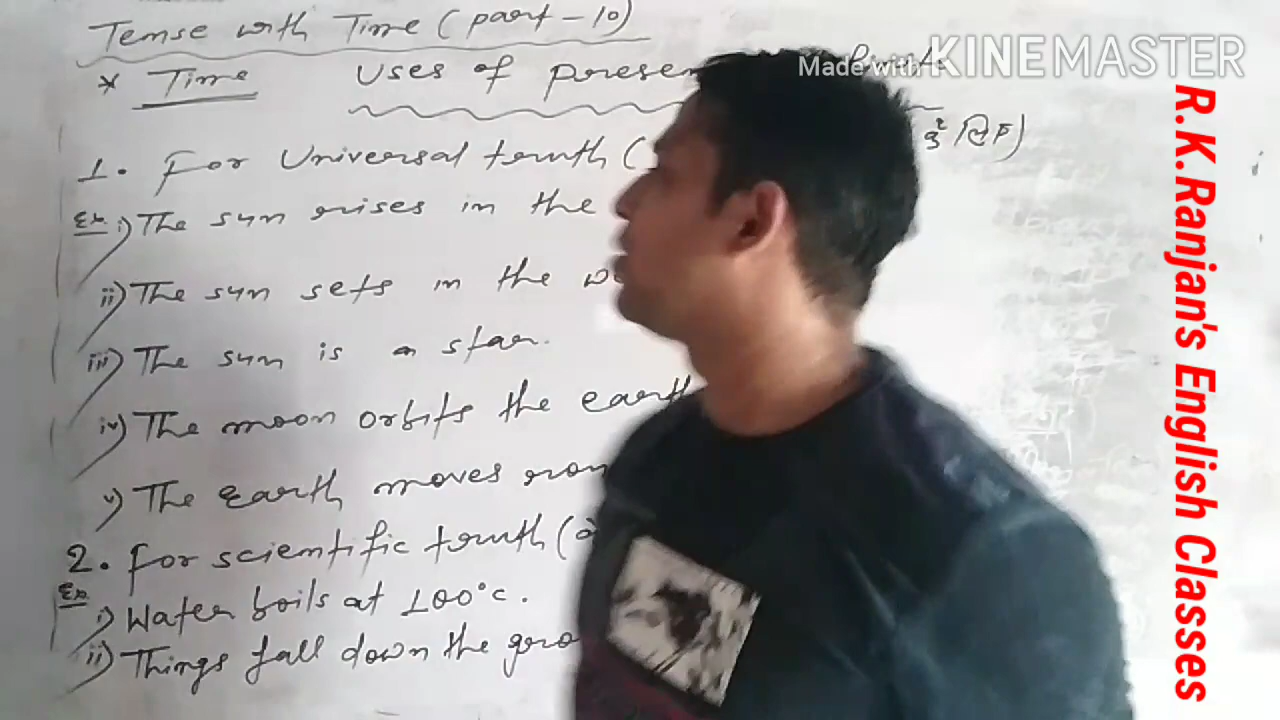 Tense with Time (part - 10)
* Time Uses of presen
1. For Universal truth (
Ex. i) The sun rises in the
ii) The sun sets in the we
iii) The sun is a star.
iv) The moon orbits the earth
v) The Earth moves roun
2. For scientific truth (
Ex. i) Water boils at 100°c.
ii) Things fall down the gro
Made with KINEMASTER
R.K.Ranjan's English Classes